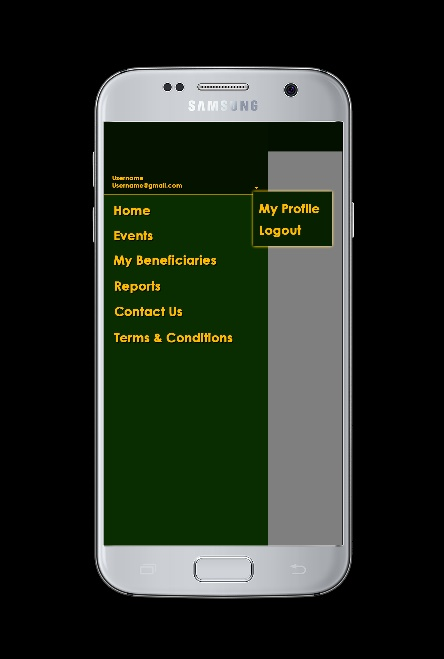 SAMSUNG
Username
Username@gmail.com
My Profile
Logout
Home
Events
My Beneficiaries
Reports
Contact Us
Terms & Conditions